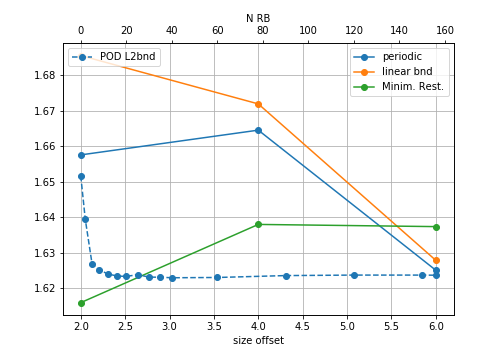 N RB
0 20 40 60 80 100 120 140 160
POD L2bnd
periodic
linear bnd
Minim. Rest.
1.68
1.67
1.66
1.65
1.64
1.63
1.62
2.0 2.5 3.0 3.5 4.0 4.5 5.0 5.5 6.0
size offset